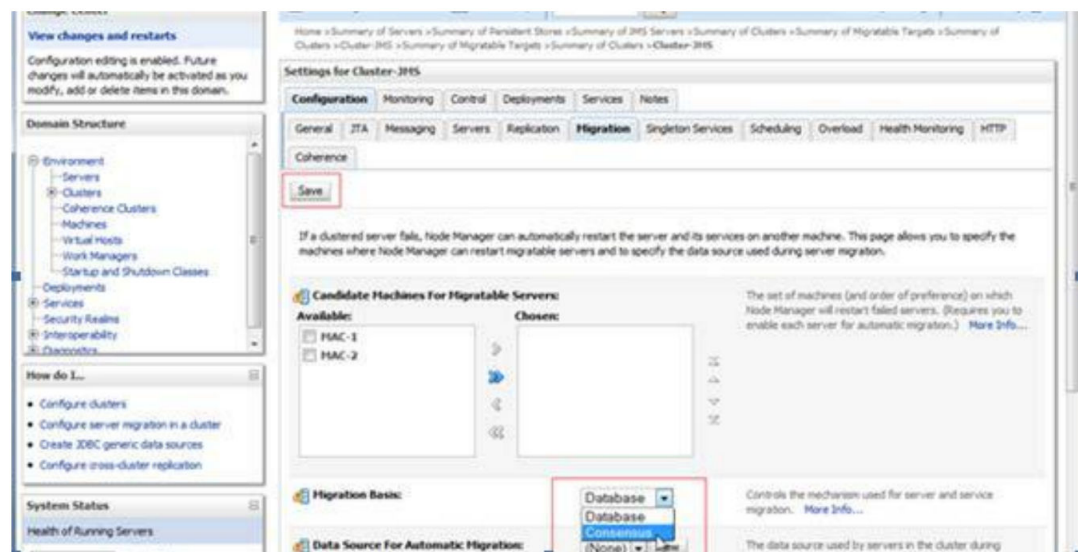 Change Center
View changes and restarts
Configuration editing is enabled. Future
changes will automatically be activated as you
modify, add or delete items in this domain.
Domain Structure
Environment
Servers
Clusters
Coherence Clusters
Machines
Virtual Hosts
Work Managers
Startup and Shutdown Classes
Deployments
Services
Security Realms
Interoperability
Diagnostics
How do I...
Configure clusters
Configure server migration in a cluster
Create JDBC generic data sources
Configure cross-cluster replication
System Status
Health of Running Servers
Home >Summary of Servers >Summary of Persistent Stores >Summary of JMS Servers >Summary of Clusters >Summary of Migratable Targets >Summary of
Clusters >Cluster-JMS >Summary of Migratable Targets >Summary of Clusters >Cluster-JMS
Settings for Cluster-JMS
Configuration Monitoring Control Deployments Services Notes
General JTA Messaging Servers Replication Migration Singleton Services Scheduling Overload Health Monitoring HTTP
Coherence
Save
If a clustered server fails, Node Manager can automatically restart the server and its services on another machine. This page allows you to specify the
machines where Node Manager can restart migratable servers and to specify the data source used during server migration.
Candidate Machines For Migratable Servers:
Available: Chosen:
MAC-1
MAC-2
The set of machines (and order of preference) on which
Node Manager will restart failed servers. (Requires you to
enable each server for automatic migration.) More Info...
Migration Basis:
Database
Database
Consensus
Controls the mechanism used for server and service
migration. More Info...
Data Source For Automatic Migration:
(None)
The data source used by servers in the cluster during